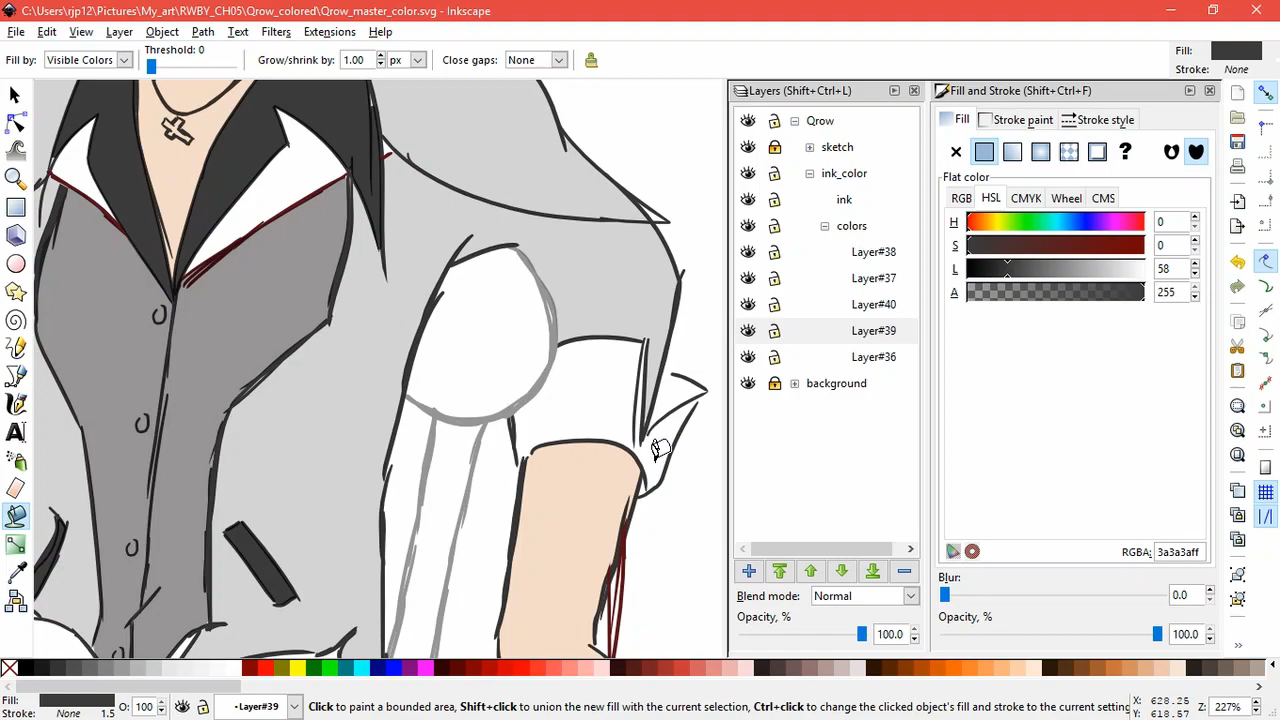 C:\Users\rjp12\Pictures\My_art\RWBY_CH05\Qrow_colored\Qrow_master_color.svg - Inkscape
File Edit View Layer Object Path Text Filters Extensions Help
Fill by: Visible Colors Threshold: 0 Grow/shrink by: 1.00 px Close gaps: None Fill: Stroke: None
Layers (Shift+Ctrl+L)
Qrow
sketch
ink_color
ink
colors
Layer#38
Layer#37
Layer#40
Layer#39
Layer#36
background
Blend mode: Normal
Opacity, % 100.0
Fill and Stroke (Shift+Ctrl+F)
Fill Stroke paint Stroke style
?
Flat color
RGB HSL CMYK Wheel CMS
H 0
S 0
L 58
A 255
RGBA: 3a3a3aff
Blur:
0.0
Opacity, %
100.0
Fill: Stroke: None 1.5 O: 100 •Layer#39 Click to paint a bounded area, Shift+click to union the new fill with the current selection, Ctrl+click to change the clicked object's fill and stroke to the current setting X: 628.25 Y: 618.57 Z: 227%